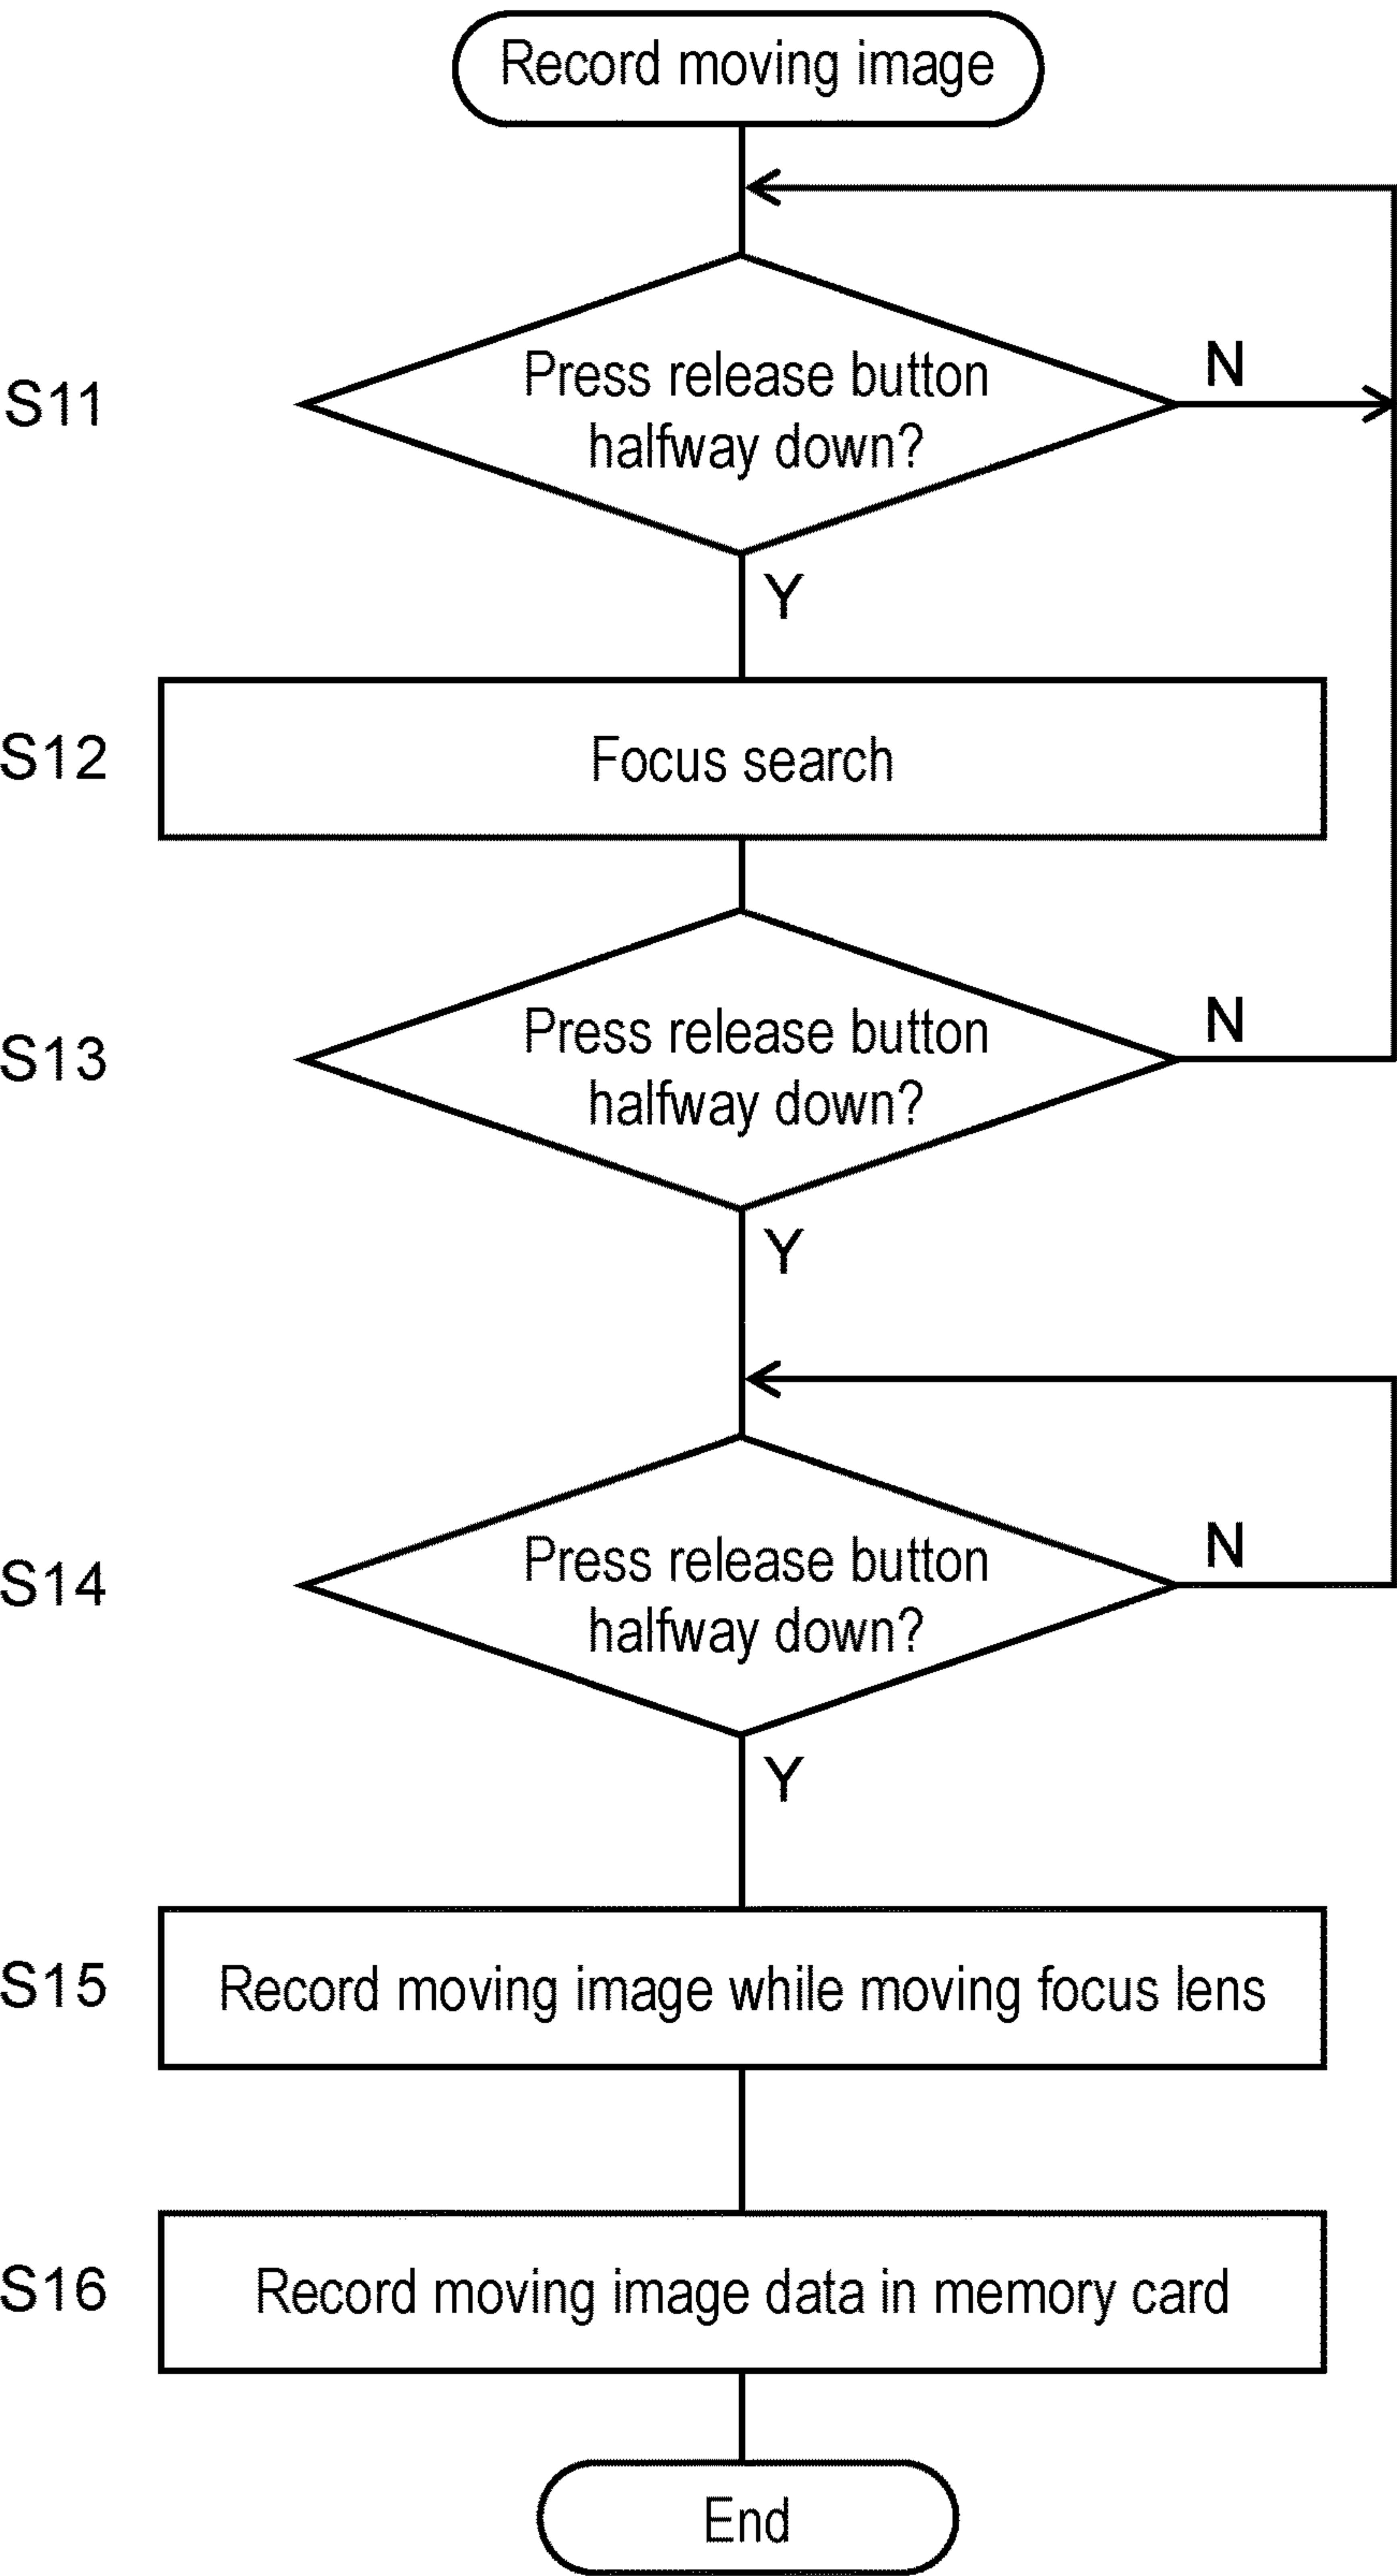 Record moving image
S11
Press release button
halfway down?
N
Y
S12
Focus search
S13
Press release button
halfway down?
N
Y
S14
Press release button
halfway down?
N
Y
S15
Record moving image while moving focus lens
S16
Record moving image data in memory card
End